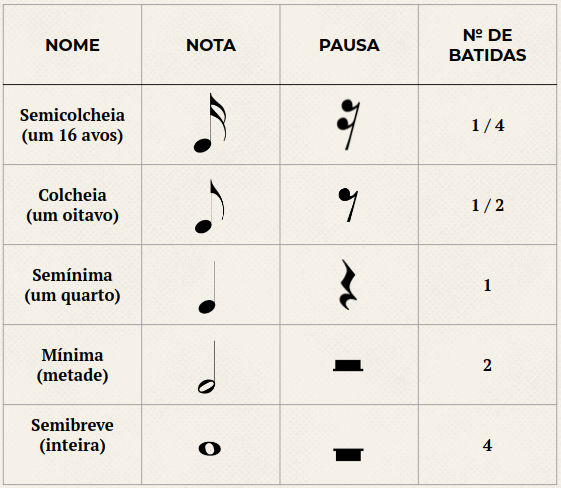 NOME
NOTA
PAUSA
Nº DE
BATIDAS
Semicolcheia
(um 16 avos)
1 / 4
Colcheia
(um oitavo)
1 / 2
Semínima
(um quarto)
1
Mínima
(metade)
2
Semibreve
(inteira)
4